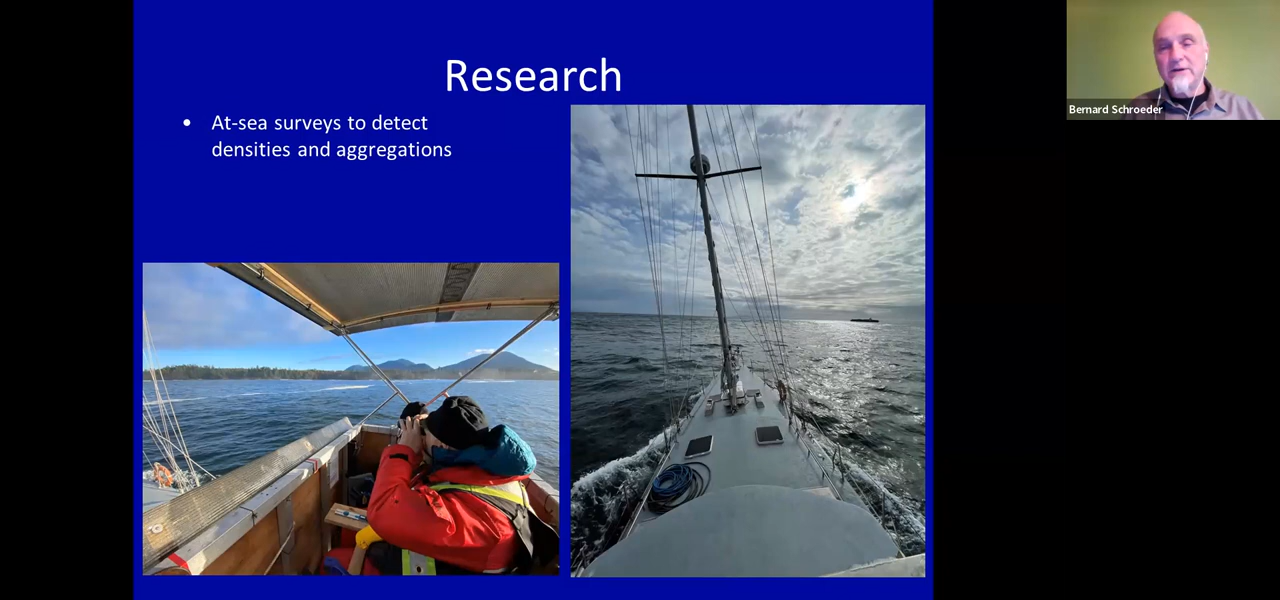 Research
• At-sea surveys to detect
densities and aggregations
Bernard Schroeder